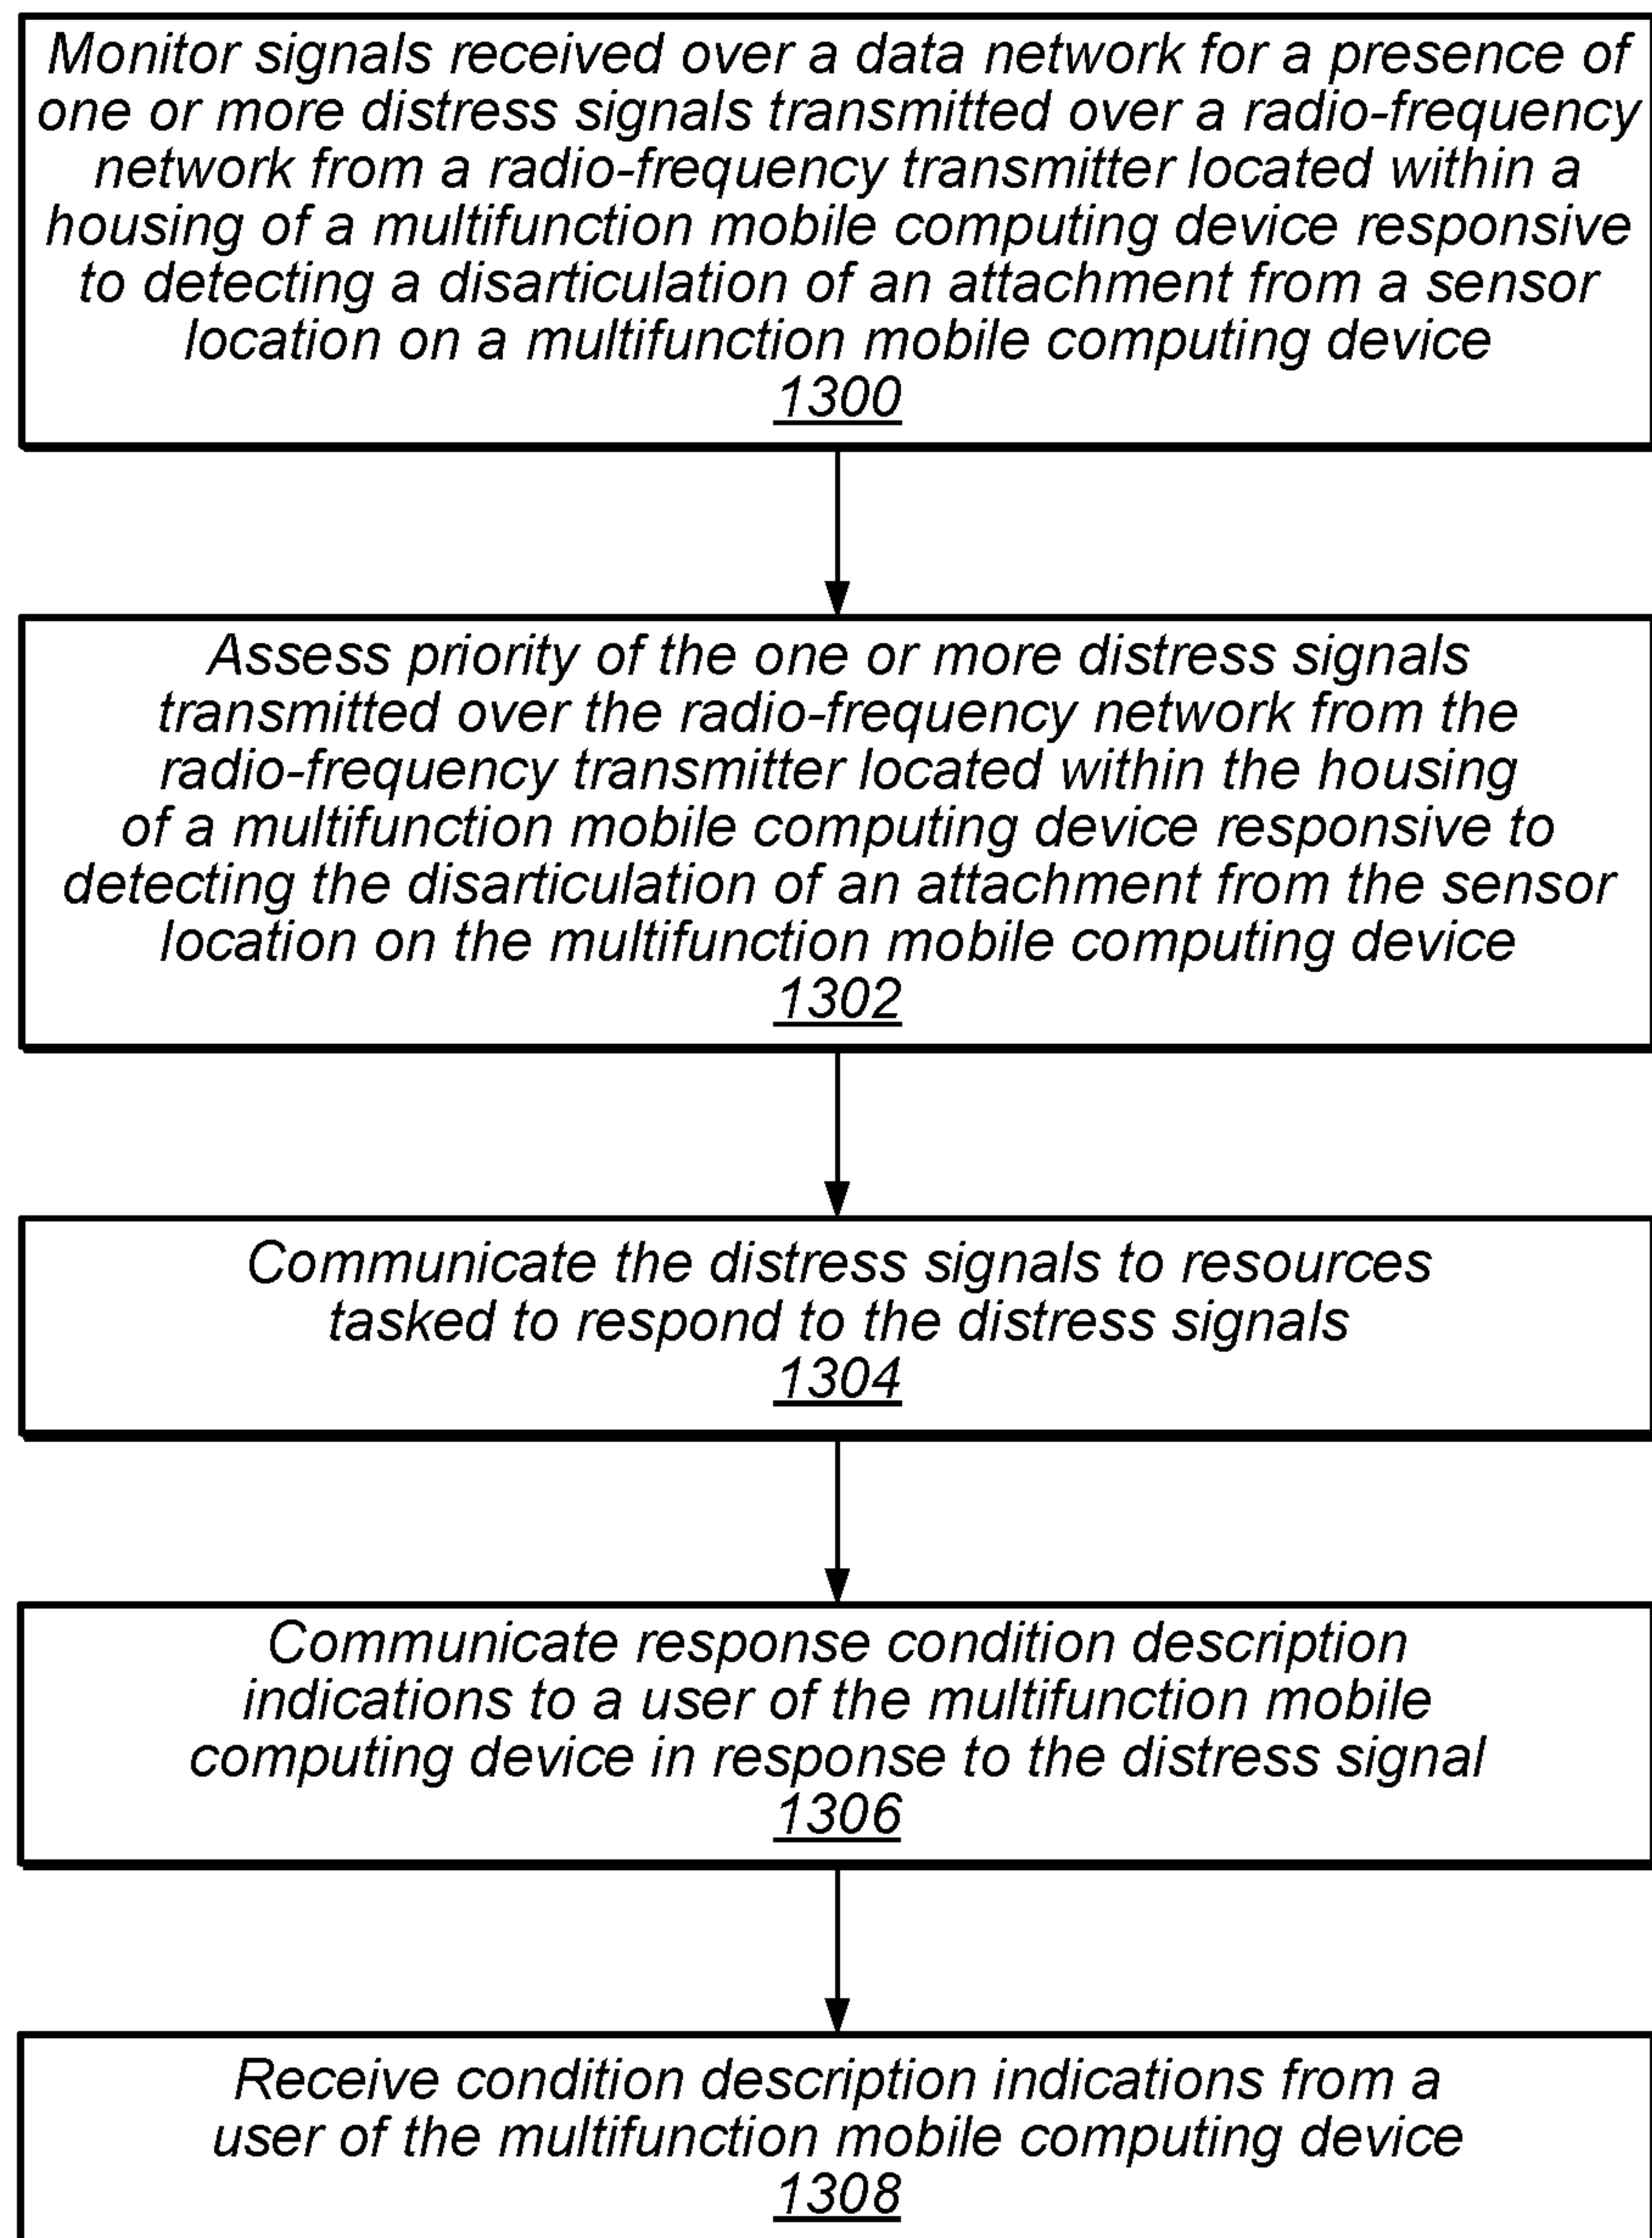 Monitor signals received over a data network for a presence of
one or more distress signals transmitted over a radio-frequency
network from a radio-frequency transmitter located within a
housing of a multifunction mobile computing device responsive
to detecting a disarticulation of an attachment from a sensor
location on a multifunction mobile computing device
1300
Assess priority of the one or more distress signals
transmitted over the radio-frequency network from the
radio-frequency transmitter located within the housing
of a multifunction mobile computing device responsive to
detecting the disarticulation of an attachment from the sensor
location on the multifunction mobile computing device
1302
Communicate the distress signals to resources
tasked to respond to the distress signals
1304
Communicate response condition description
indications to a user of the multifunction mobile
computing device in response to the distress signal
1306
Receive condition description indications from a
user of the multifunction mobile computing device
1308